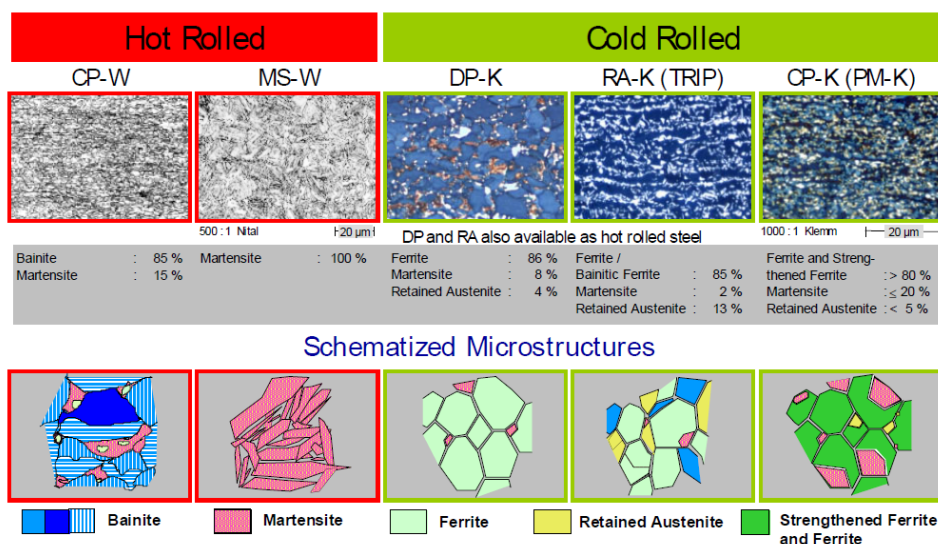 Hot Rolled
Cold Rolled
CP-W
MS-W
DP-K
RA-K (TRIP)
CP-K (PM-K)
500 : 1 Nital
20 µm
DP and RA also available as hot rolled steel
1000 : 1 Klemm
20 µm
Bainite : 85 %
Martensite : 15 %
Martensite : 100 %
Ferrite : 86 %
Martensite : 8 %
Retained Austenite : 4 %
Ferrite /
Bainitic Ferrite : 85 %
Martensite : 2 %
Retained Austenite : 13 %
Ferrite and Streng-
thened Ferrite : > 80 %
Martensite : ≤ 20 %
Retained Austenite : < 5 %
Schematized Microstructures
Bainite
Martensite
Ferrite
Retained Austenite
Strengthened Ferrite
and Ferrite